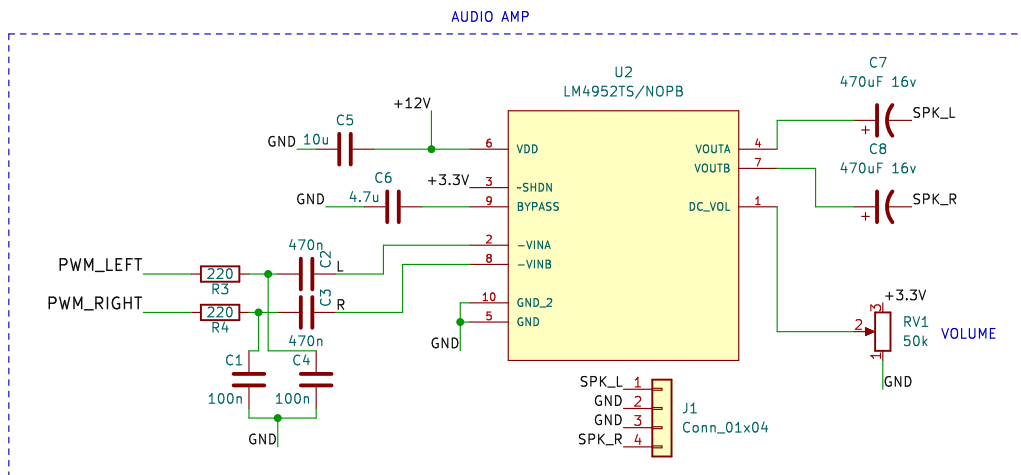 AUDIO AMP
U2
LM4952TS/NOPB
C7
470uF 16v
+12V
C5
GND
10u
6
VDD
VOUTA
4
+
SPK_L
C8
470uF 16v
VOUTB
7
C6
+3.3V
3
~SHDN
GND
4.7u
9
BYPASS
DC_VOL
1
+
SPK_R
470n
C2
2
-VINA
L
PWM_LEFT
220
R3
8
-VINB
PWM_RIGHT
220
R4
C3
R
470n
10
GND_2
5
GND
GND
+3.3V
3
2
RV1
50k
VOLUME
1
GND
C1
100n
C4
100n
GND
SPK_L
1
GND
2
GND
3
SPK_R
4
J1
Conn_01x04